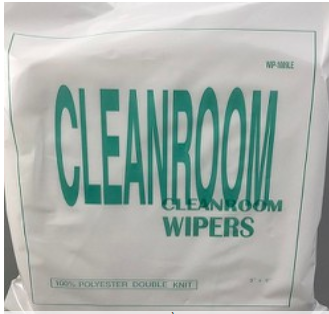 CLEANROOM
CLEANROOM
WIPERS
100% POLYESTER DOUBLE KNIT